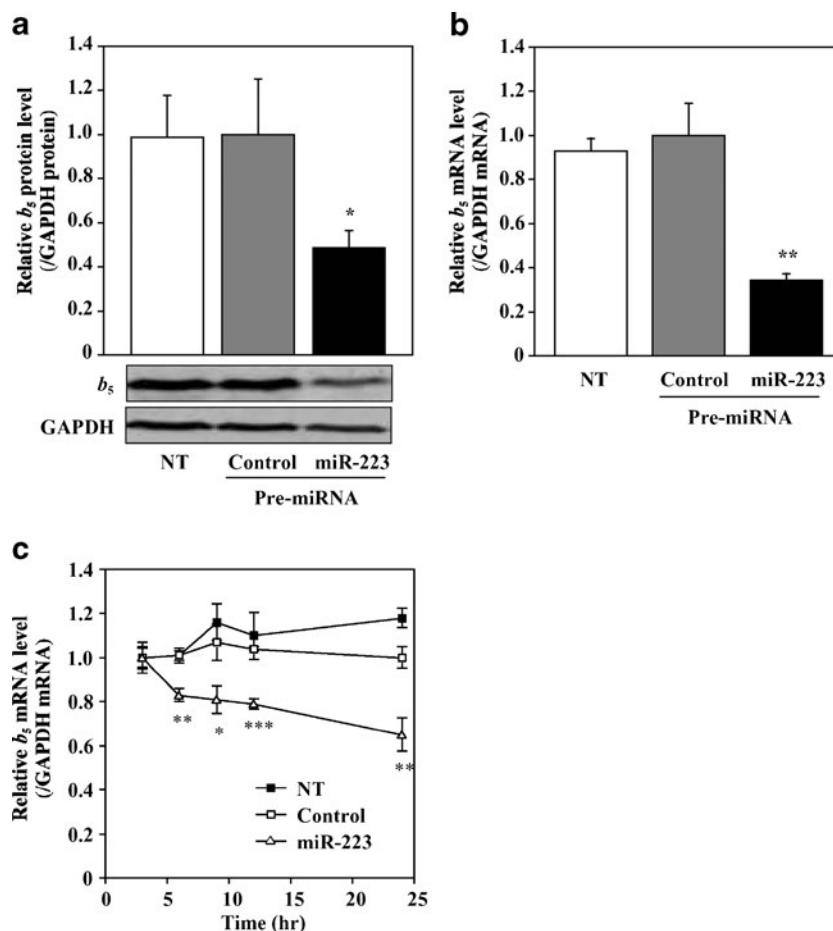 a
1.4
1.2
1.0
0.8
0.6
0.4
0.2
0
Relative b₅ protein level
(/GAPDH protein)
*
b₅
GAPDH
NT Control miR-223
Pre-miRNA
b
1.4
1.2
1.0
0.8
0.6
0.4
0.2
0
Relative b₅ mRNA level
(/GAPDH mRNA)
**
NT Control miR-223
Pre-miRNA
c
1.4
1.2
1.0
0.8
0.6
0.4
0.2
0
Relative b₅ mRNA level
(/GAPDH mRNA)
** * *** **
NT
Control
miR-223
0 5 10 15 20 25
Time (hr)